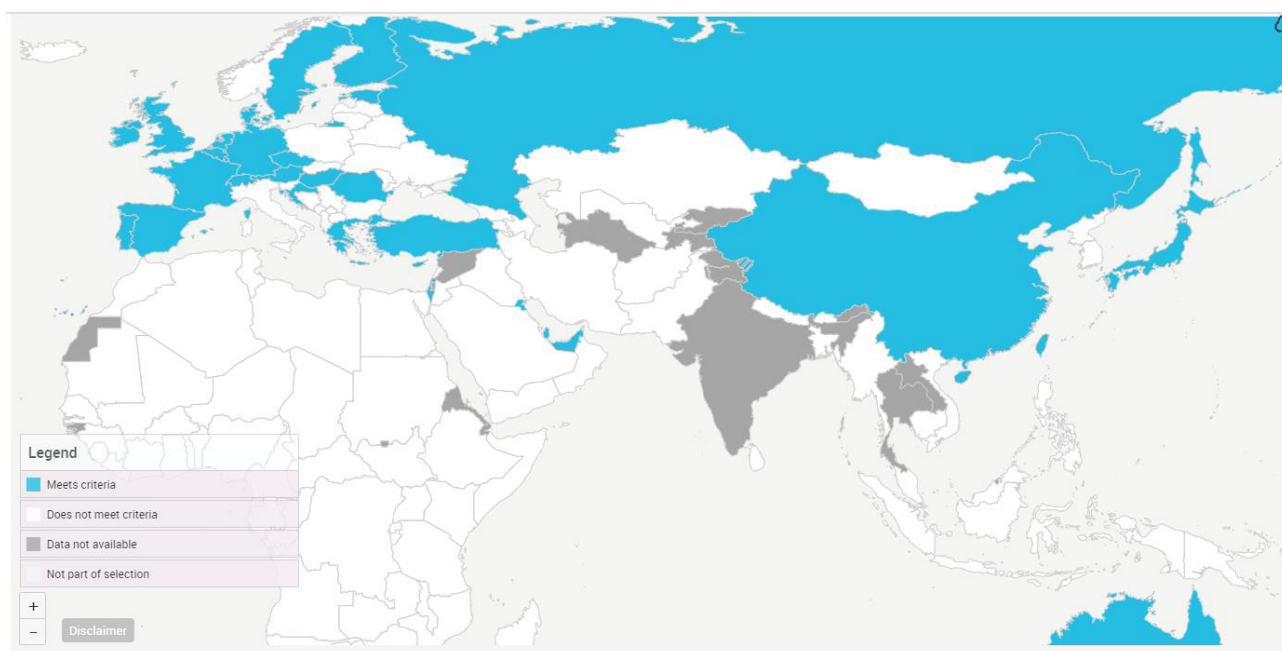 Legend
Meets criteria
Does not meet criteria
Data not available
Not part of selection
+
−
Disclaimer